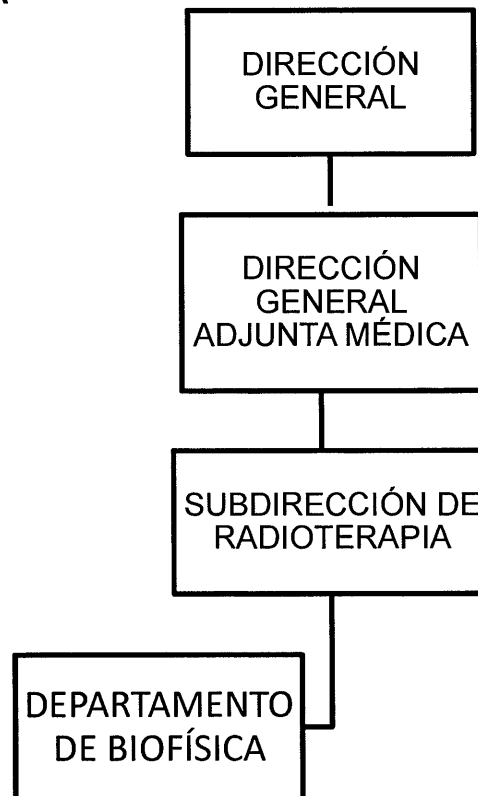 DIRECCIÓN
GENERAL
DIRECCIÓN
GENERAL
ADJUNTA MÉDICA
SUBDIRECCIÓN DE
RADIOTERAPIA
DEPARTAMENTO
DE BIOFÍSICA